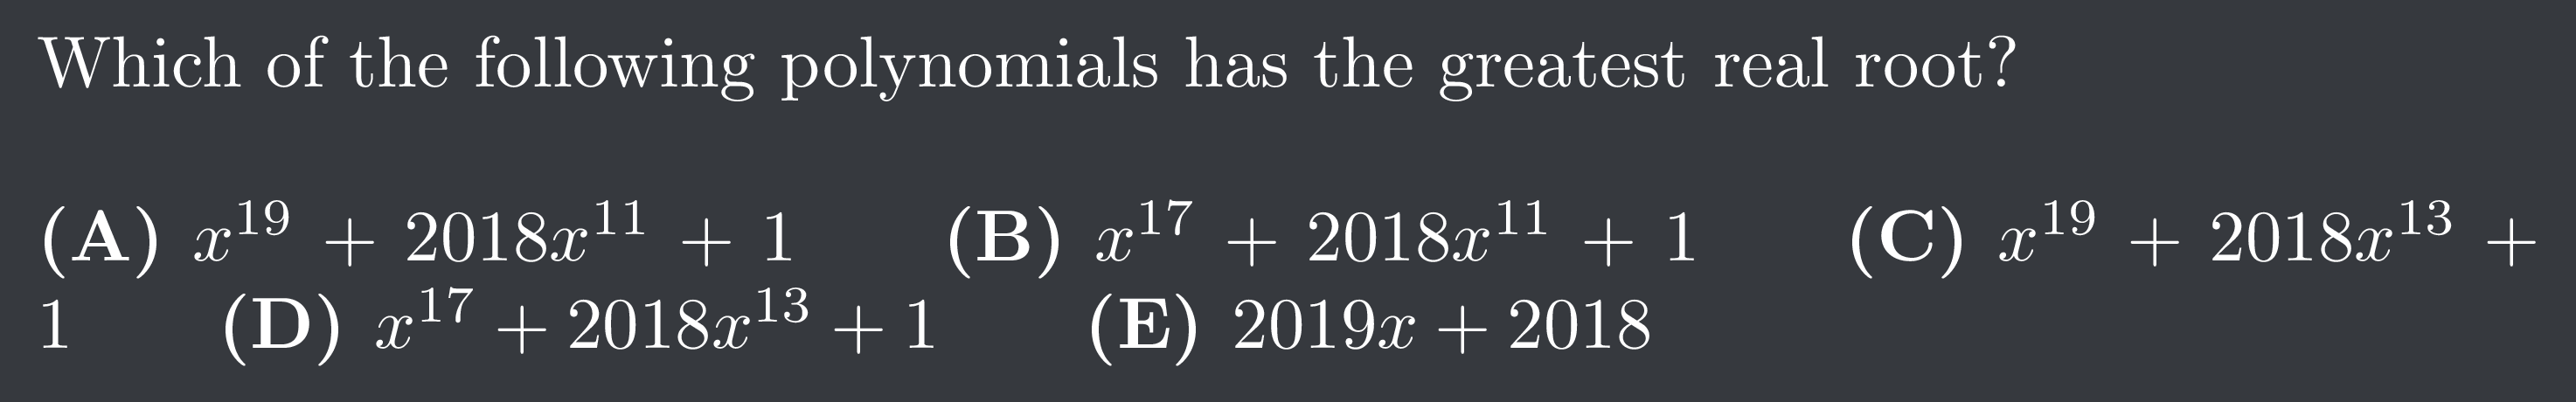 Which of the following polynomials has the greatest real root?
(A) x^{19} + 2018x^{11} + 1 (B) x^{17} + 2018x^{11} + 1 (C) x^{19} + 2018x^{13} +
1 (D) x^{17} + 2018x^{13} + 1 (E) 2019x + 2018